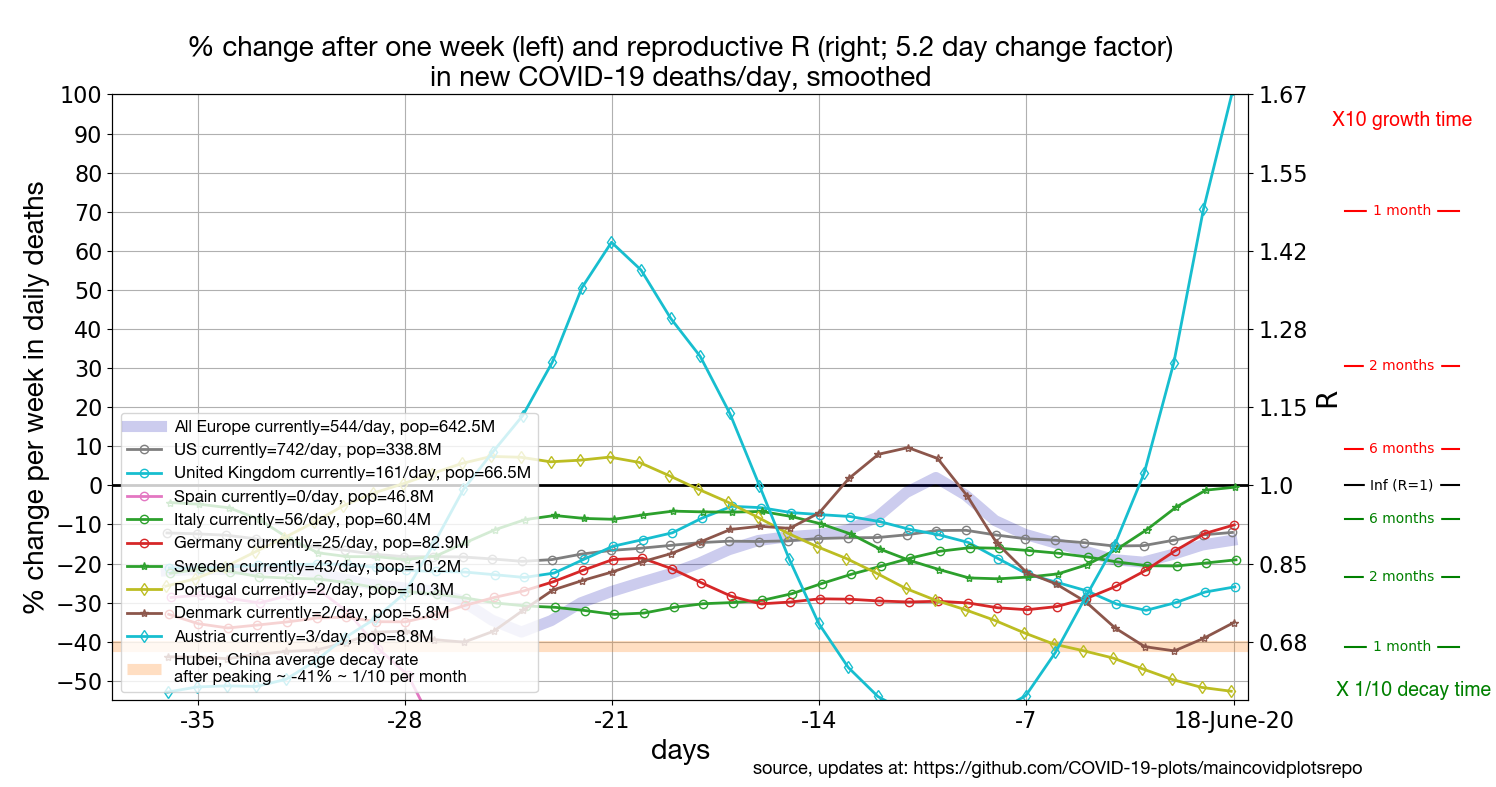 % change after one week (left) and reproductive R (right; 5.2 day change factor)
in new COVID-19 deaths/day, smoothed
% change per week in daily deaths
100
90
80
70
60
50
40
30
20
10
0
−10
−20
−30
−40
−50
All Europe currently=544/day, pop=642.5M
US currently=742/day, pop=338.8M
United Kingdom currently=161/day, pop=66.5M
Spain currently=0/day, pop=46.8M
Italy currently=56/day, pop=60.4M
Germany currently=25/day, pop=82.9M
Sweden currently=43/day, pop=10.2M
Portugal currently=2/day, pop=10.3M
Denmark currently=2/day, pop=5.8M
Austria currently=3/day, pop=8.8M
Hubei, China average decay rate
after peaking ~ -41% ~ 1/10 per month
-35
-28
-21
-14
-7
18-June-20
days
1.67
1.55
1.42
1.28
1.15
1.0
0.85
0.68
R
X10 growth time
1 month
2 months
6 months
Inf (R=1)
6 months
2 months
1 month
X 1/10 decay time
source, updates at: https://github.com/COVID-19-plots/maincovidplotsrepo